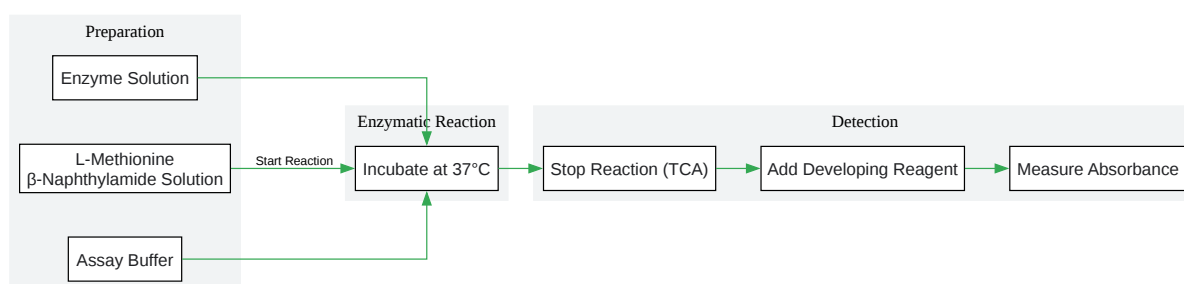 Preparation
Enzyme Solution
L-Methionine
β-Naphthylamide Solution
Assay Buffer
Start Reaction
Enzymatic Reaction
Incubate at 37°C
Detection
Stop Reaction (TCA)
Add Developing Reagent
Measure Absorbance